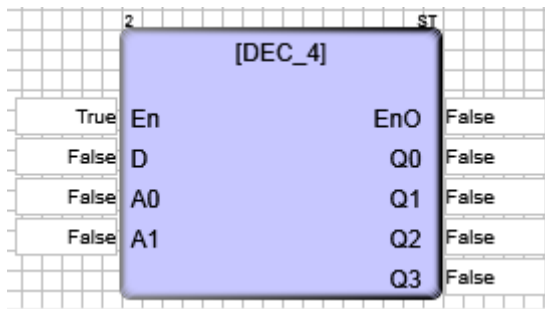 2 ST
[DEC_4]
True En EnO False
False D Q0 False
False A0 Q1 False
False A1 Q2 False
Q3 False